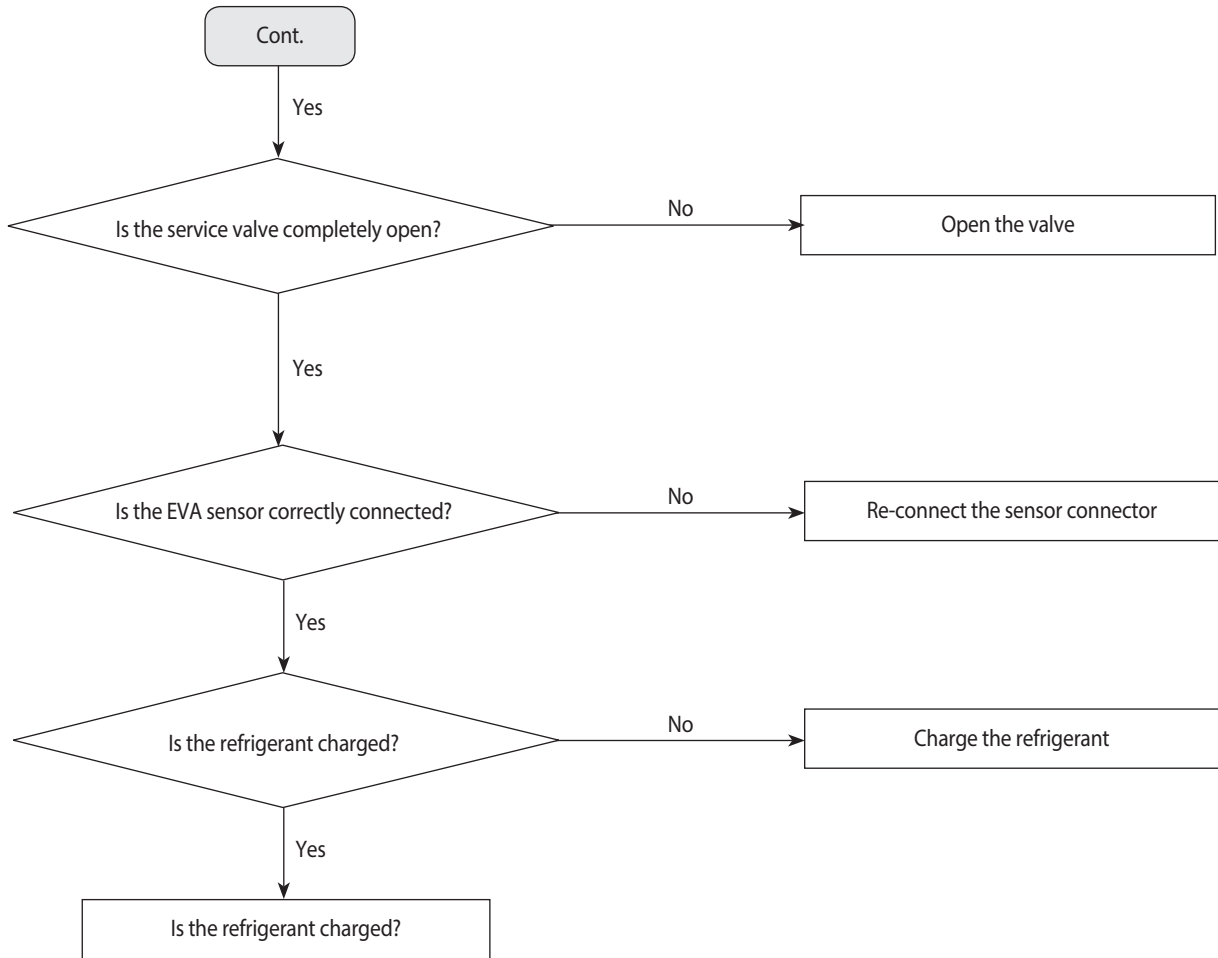 Cont.
Yes
Is the service valve completely open?
No
Open the valve
Yes
Is the EVA sensor correctly connected?
No
Re-connect the sensor connector
Yes
Is the refrigerant charged?
No
Charge the refrigerant
Yes
Is the refrigerant charged?